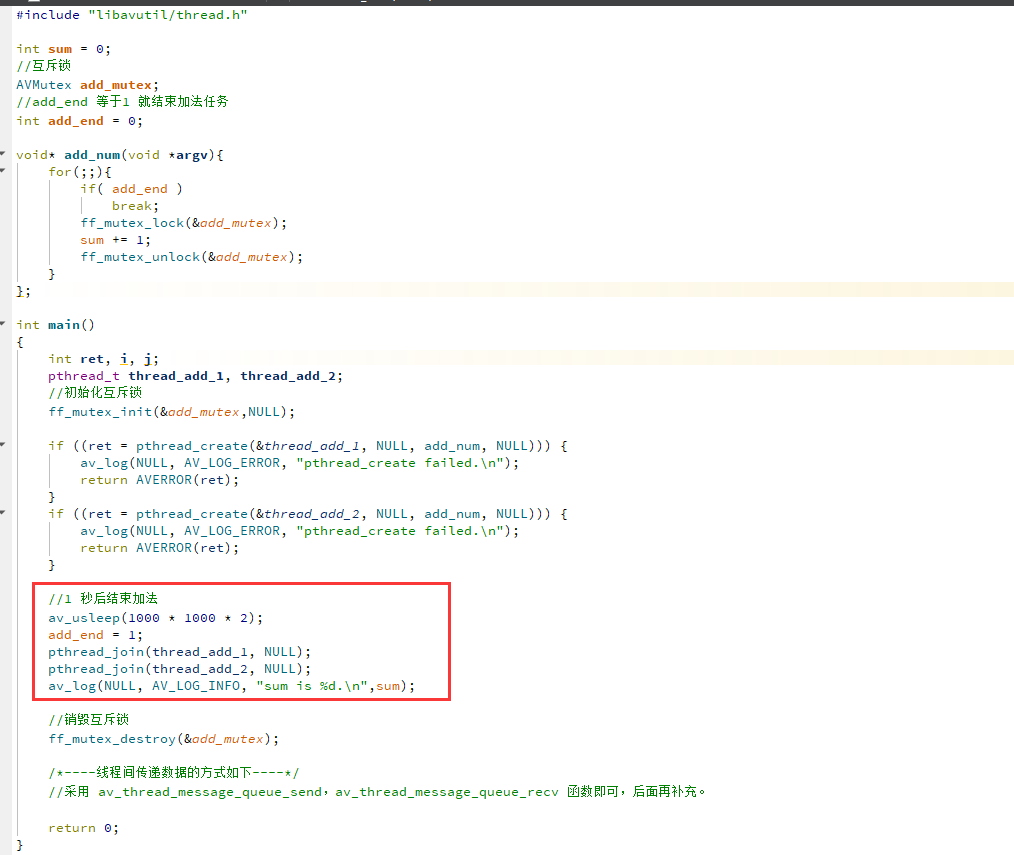 #include "libavutil/thread.h"
int sum = 0;
//互斥锁
AVMutex add_mutex;
//add_end 等于1 就结束加法任务
int add_end = 0;
void* add_num(void *argv){
for(;;){
if( add_end )
break;
ff_mutex_lock(&add_mutex);
sum += 1;
ff_mutex_unlock(&add_mutex);
}
};
int main()
{
int ret, i, j;
pthread_t thread_add_1, thread_add_2;
//初始化互斥锁
ff_mutex_init(&add_mutex,NULL);
if ((ret = pthread_create(&thread_add_1, NULL, add_num, NULL))) {
av_log(NULL, AV_LOG_ERROR, "pthread_create failed.\n");
return AVERROR(ret);
}
if ((ret = pthread_create(&thread_add_2, NULL, add_num, NULL))) {
av_log(NULL, AV_LOG_ERROR, "pthread_create failed.\n");
return AVERROR(ret);
}
//1 秒后结束加法
av_usleep(1000 * 1000 * 2);
add_end = 1;
pthread_join(thread_add_1, NULL);
pthread_join(thread_add_2, NULL);
av_log(NULL, AV_LOG_INFO, "sum is %d.\n",sum);
//销毁互斥锁
ff_mutex_destroy(&add_mutex);
/*----线程间传递数据的方式如下----*/
//采用 av_thread_message_queue_send，av_thread_message_queue_recv 函数即可，后面再补充。
return 0;
}